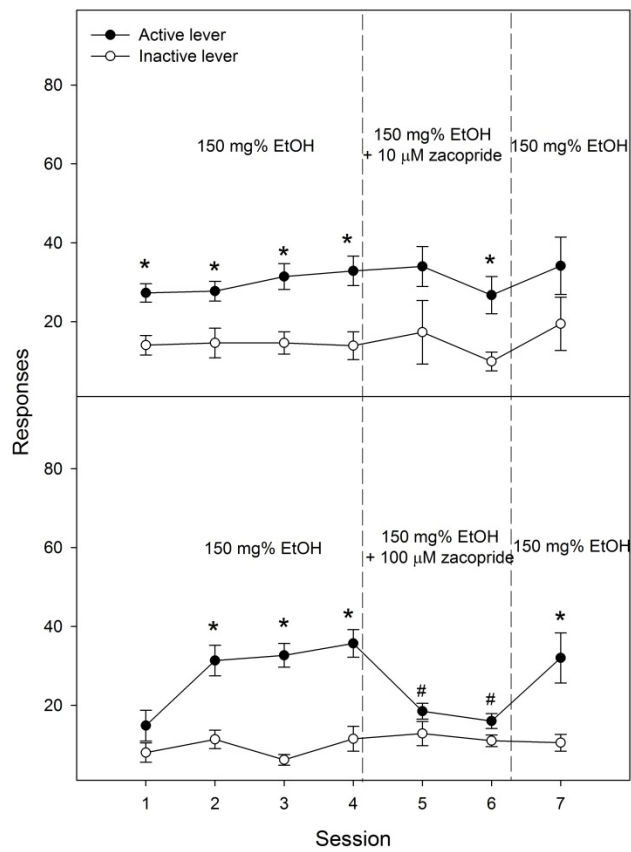 Active lever
Inactive lever
80
60
40
20
150 mg% EtOH
150 mg% EtOH
+ 10 μM zacopride
150 mg% EtOH
* * * * *
Responses
80
60
40
20
150 mg% EtOH
150 mg% EtOH
+ 100 μM zacopride
150 mg% EtOH
* * * # # *
1 2 3 4 5 6 7
Session